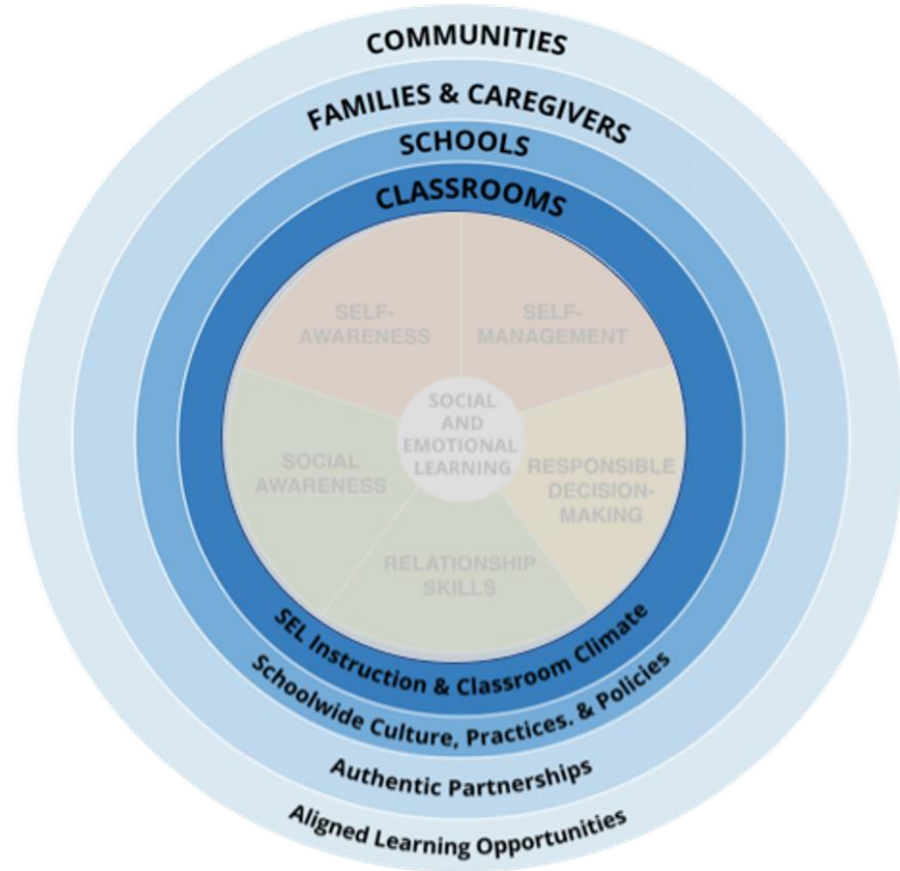 COMMUNITIES
FAMILIES & CAREGIVERS
SCHOOLS
CLASSROOMS
SELF-
AWARENESS
SELF-
MANAGEMENT
SOCIAL
AND
EMOTIONAL
LEARNING
SOCIAL
AWARENESS
RESPONSIBLE
DECISION-
MAKING
RELATIONSHIP
SKILLS
SEL Instruction & Classroom Climate
Schoolwide Culture, Practices. & Policies
Authentic Partnerships
Aligned Learning Opportunities